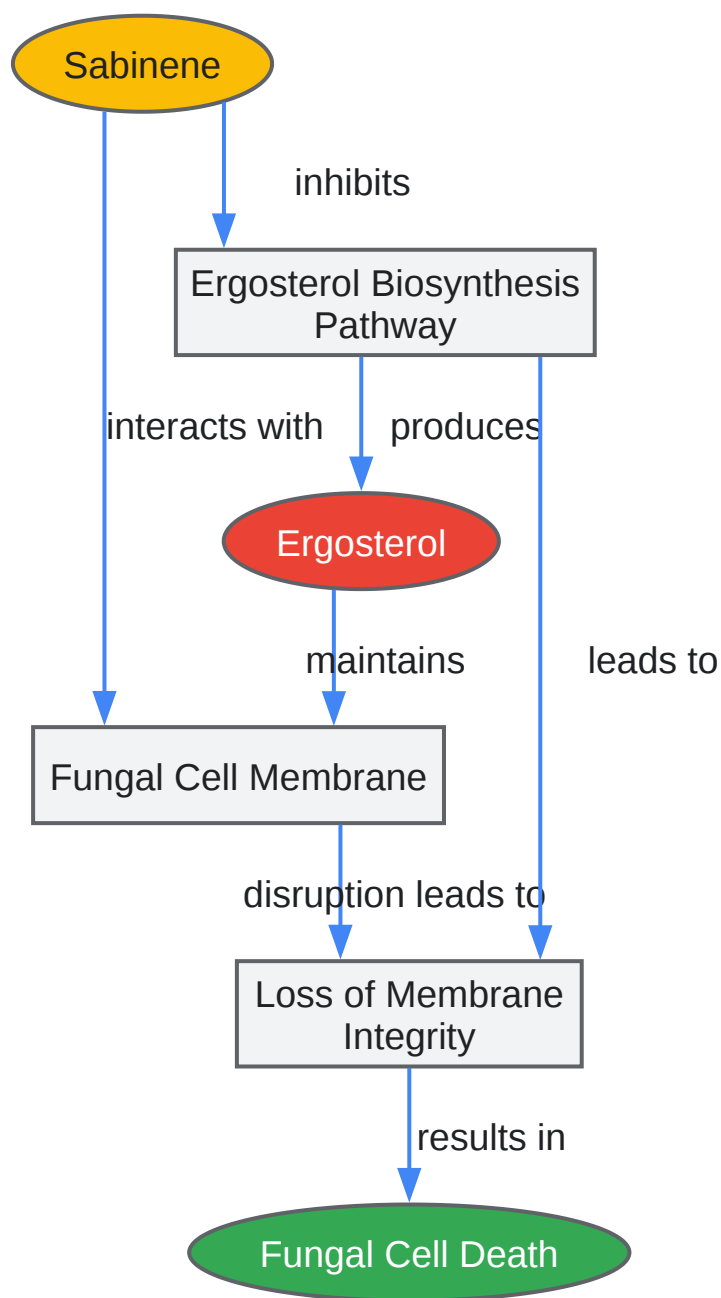 Sabinene
inhibits
Ergosterol Biosynthesis
Pathway
interacts with
produces
Ergosterol
maintains
leads to
Fungal Cell Membrane
disruption leads to
Loss of Membrane
Integrity
results in
Fungal Cell Death